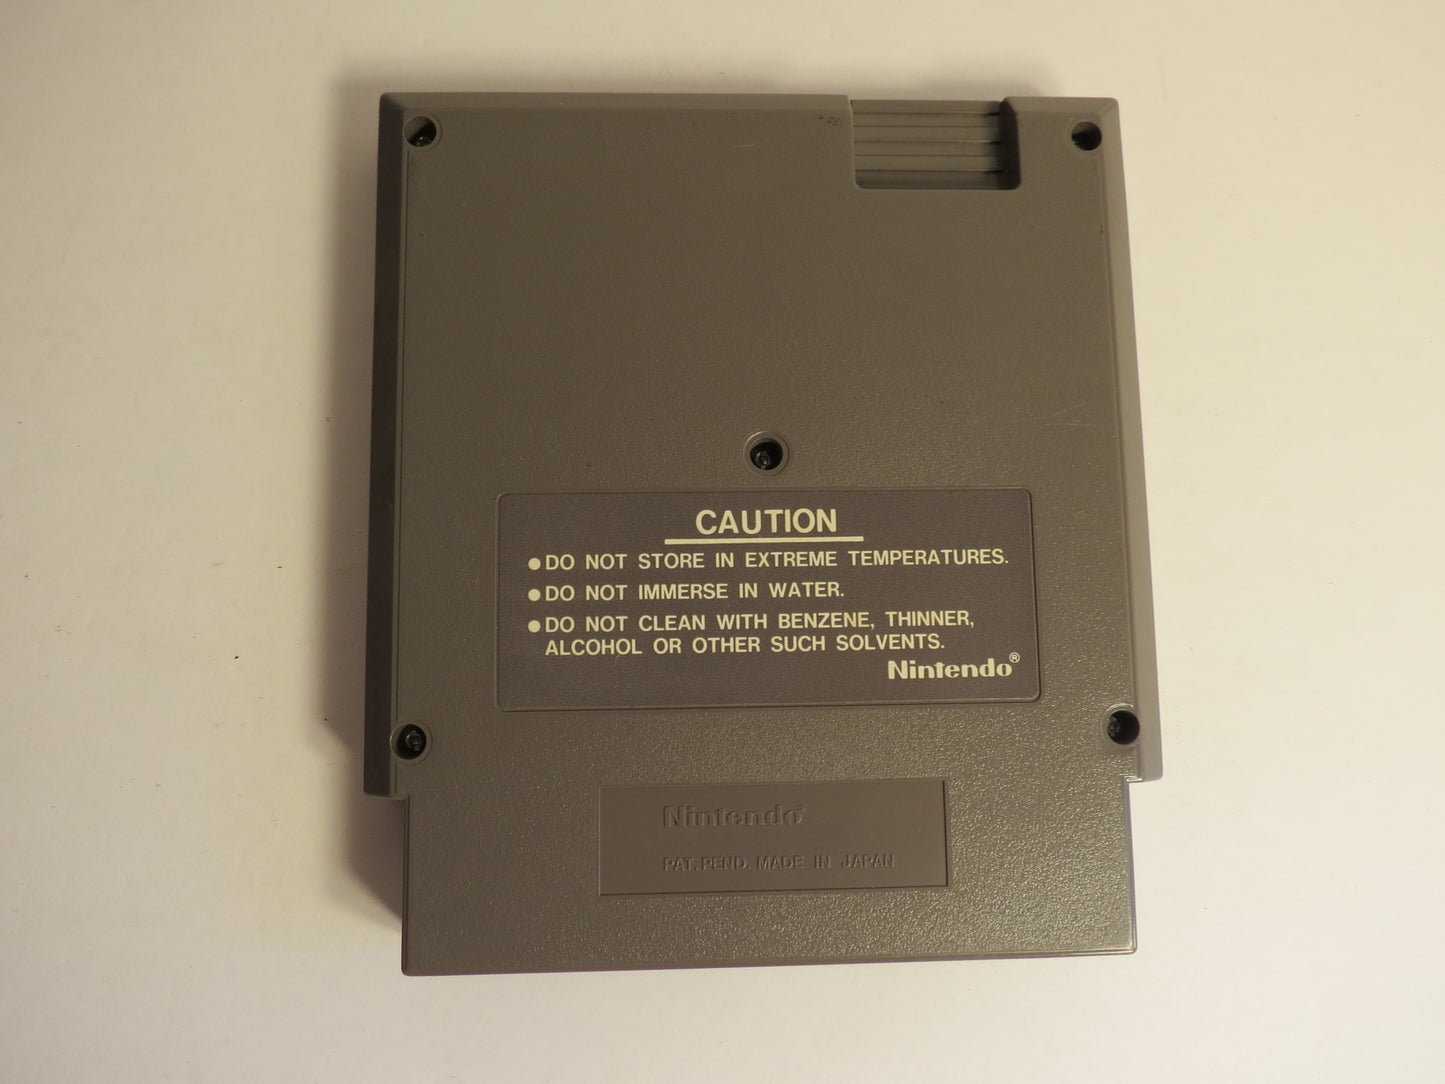 CAUTION
●DO NOT STORE IN EXTREME TEMPERATURES.
●DO NOT IMMERSE IN WATER.
●DO NOT CLEAN WITH BENZENE, THINNER,
ALCOHOL OR OTHER SUCH SOLVENTS.
Nintendo®
Nintendo®
PAT. PEND. MADE IN JAPAN